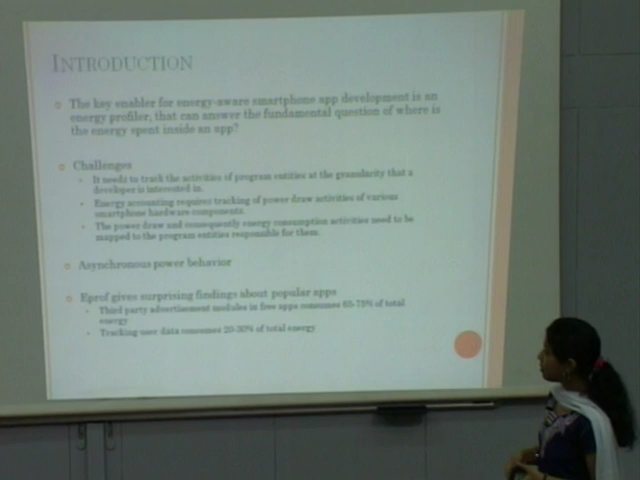 INTRODUCTION
The key enabler for energy-aware smartphone app development is an
energy profiler, that can answer the fundamental question of where is
the energy spent inside an app?
Challenges
It needs to track the activities of program entities at the granularity that a
developer is interested in.
Energy accounting requires tracking of power draw activities of various
smartphone hardware components.
The power draw and consequently energy consumption activities need to be
mapped to the program entities responsible for them.
Asynchronous power behavior
Eprof gives surprising findings about popular apps
Third party advertisement modules in free apps consumes 65-75% of total
energy
Tracking user data consumes 20-30% of total energy